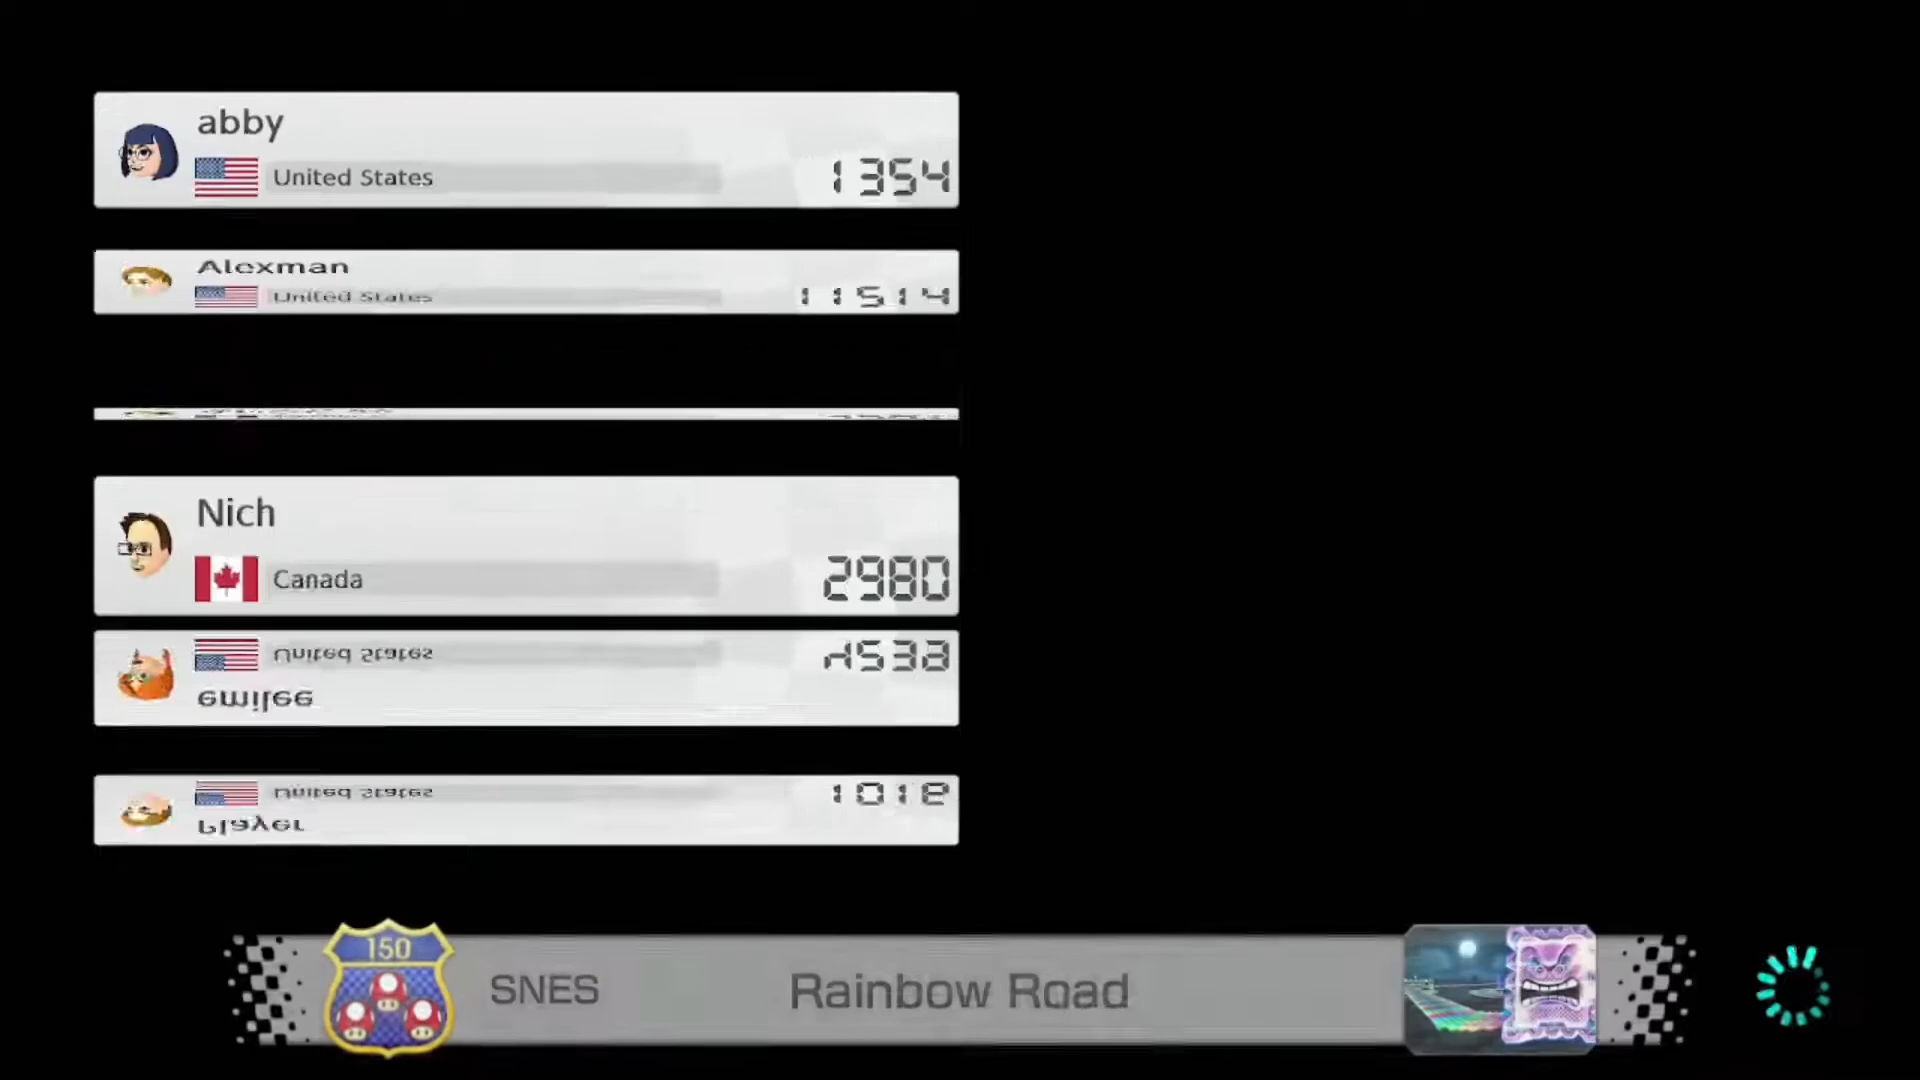 abby
United States
1354
Alexman
United States
11514
Nich
Canada
2980
United States
emilee
United States
Player
150
SNES
Rainbow Road